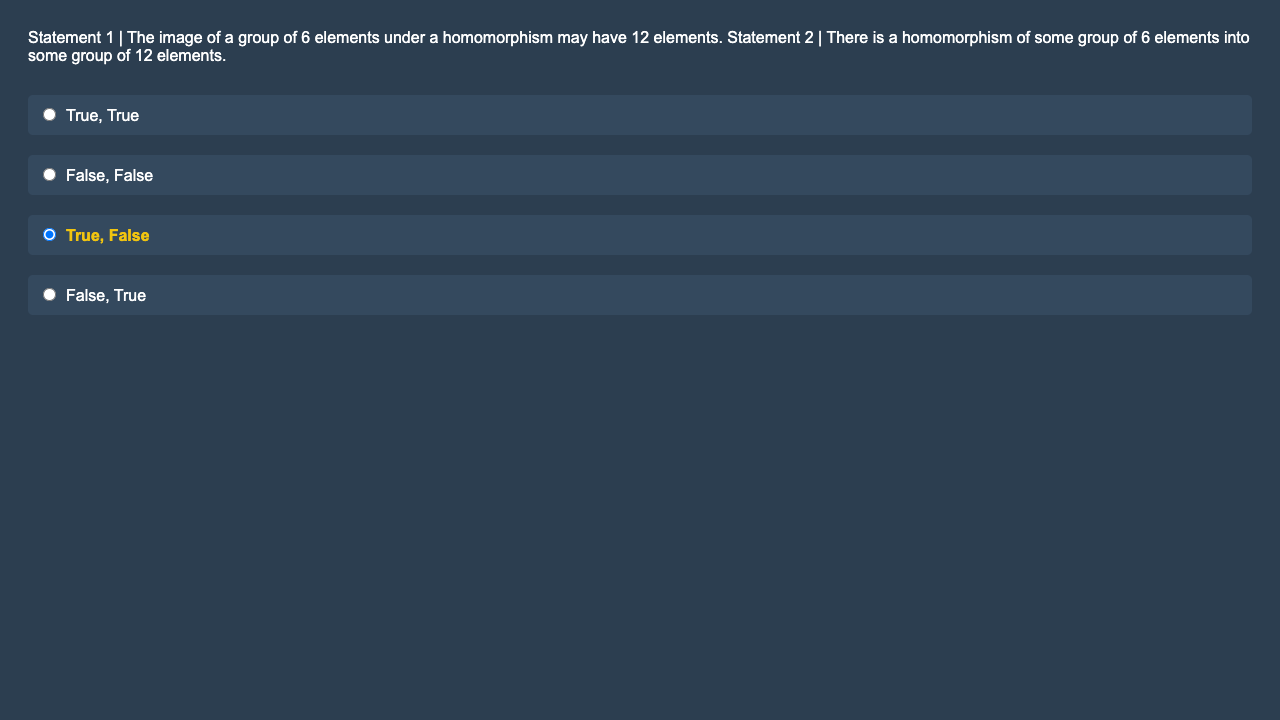 Statement 1 | The image of a group of 6 elements under a homomorphism may have 12 elements. Statement 2 | There is a homomorphism of some group of 6 elements into
some group of 12 elements.
True, True
False, False
True, False
False, True